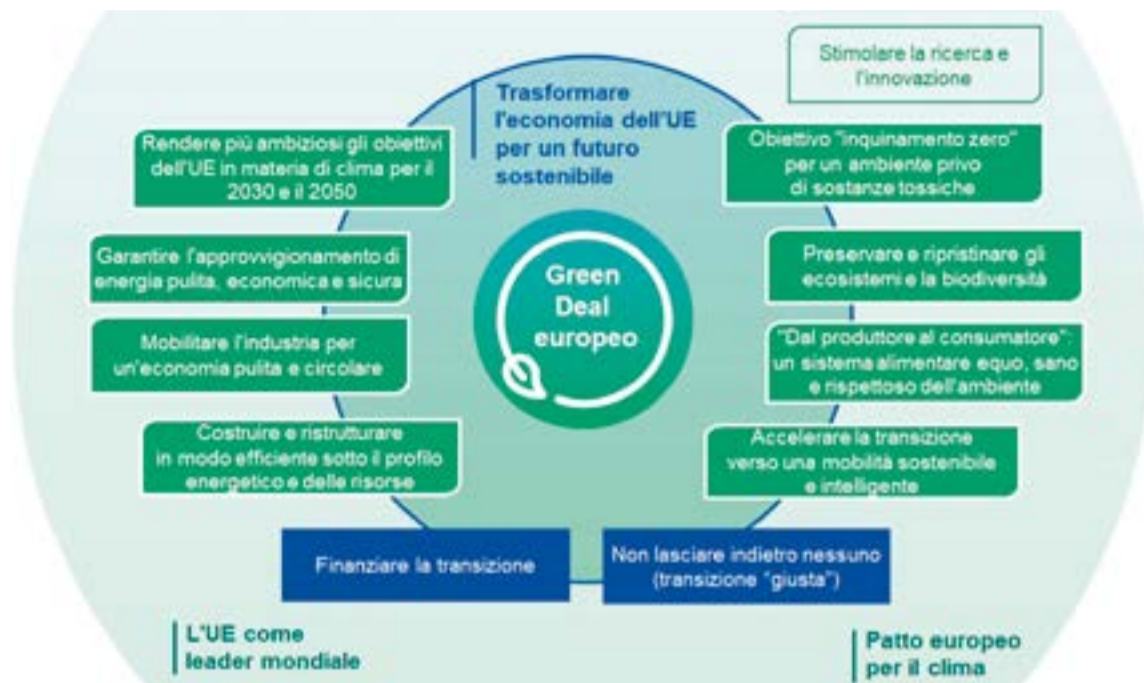 Stimolare la ricerca e
l'innovazione
Trasformare
l'economia dell'UE
per un futuro
sostenibile
Rendere più ambiziosi gli obiettivi
dell'UE in materia di clima per il
2030 e il 2050
Obiettivo "inquinamento zero"
per un ambiente privo
di sostanze tossiche
Garantire l'approvvigionamento di
energia pulita, economica e sicura
Preservare e ripristinare gli
ecosistemi e la biodiversità
Green
Deal
europeo
Mobilitare l'industria per
un'economia pulita e circolare
"Dal produttore al consumatore":
un sistema alimentare equo, sano
e rispettoso dell'ambiente
Costruire e ristrutturare
in modo efficiente sotto il profilo
energetico e delle risorse
Accelerare la transizione
verso una mobilità sostenibile
e intelligente
Finanziare la transizione
Non lasciare indietro nessuno
(transizione "giusta")
L'UE come
leader mondiale
Patto europeo
per il clima